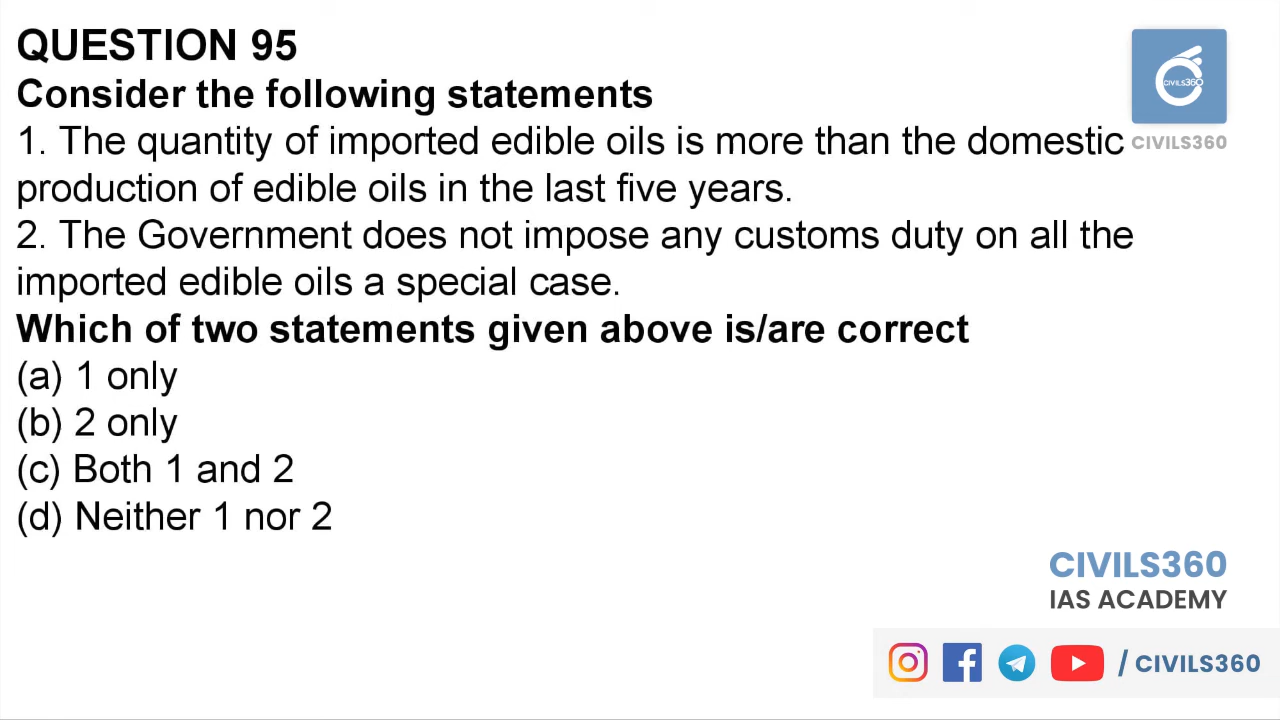 QUESTION 95
Consider the following statements
1. The quantity of imported edible oils is more than the domestic
production of edible oils in the last five years.
2. The Government does not impose any customs duty on all the
imported edible oils a special case.
Which of two statements given above is/are correct
(a) 1 only
(b) 2 only
(c) Both 1 and 2
(d) Neither 1 nor 2
CIVILS360
CIVILS360
CIVILS360
IAS ACADEMY
/ CIVILS360